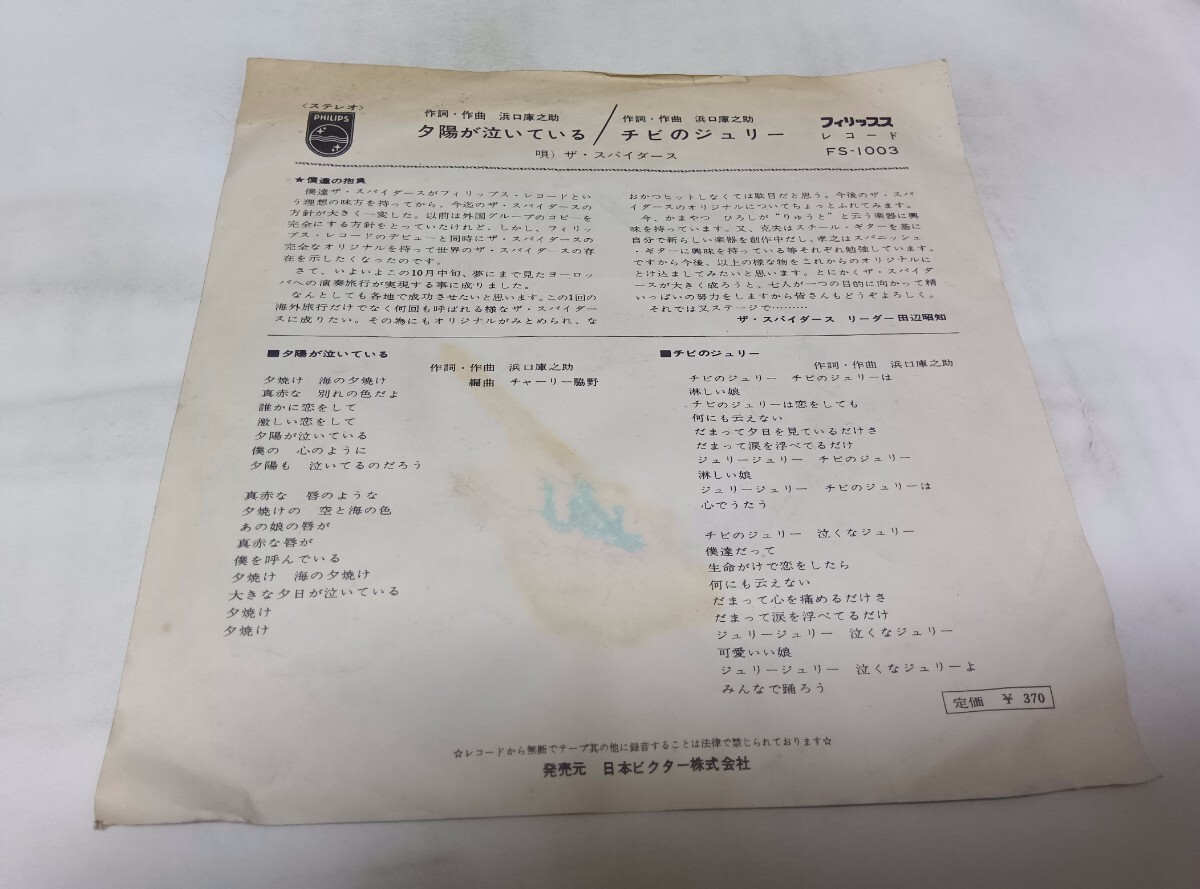 〈ステレオ〉
PHILIPS
作詞・作曲 浜口庫之助
夕陽が泣いている
/
作詞・作曲 浜口庫之助
チビのジュリー
唄）ザ・スパイダース
フィリップス
レコード
FS-1003
★僕達の抱負
僕達ザ・スパイダースがフィリップス・レコードとい
う理想の味方を持ってから、今迄のザ・スパイダースの
方針が大きく一変した。以前は外国グループのコピーを
完全にする方針をとっていたけれど、しかし、フィリッ
プス・レコードのデビューと同時にザ・スパイダースの
完全なオリジナルを持って世界のザ・スパイダースの存
在を示したくなったのです。
さて、いよいよこの10月中旬、夢にまで見たヨーロッ
パへの演奏旅行が実現する事に成りました。
なんとしても各地で成功させたいと思います。この1回の
海外旅行だけでなく何回も呼ばれる様なザ・スパイダー
スに成りたい。その為にもオリジナルがみとめられ、な
おかつヒットしなくては駄目だと思う。今後のザ・スパ
イダースのオリジナルについてちょっとふれてみます。
今、かまやつ ひろしが“りゅうと”と云う楽器に興
味を持っています。又、克夫はスチール・ギターを基に
自分で新らしい楽器を創作中だし、孝之はスパニッシュ
・ギターに興味を持っている等それぞれ勉強しています。
ですから今後、以上の様な物をこれからのオリジナルに
とけ込ましてみたいと思います。とにかくザ・スパイダ
ースが大きく成ろうと、七人が一つの目的に向かって精
いっぱいの努力をしますから皆さんもどうぞよろしく。
それでは又ステージで………
ザ・スパイダース リーダー田辺昭知
■夕陽が泣いている
作詞・作曲 浜口庫之助
編曲 チャーリー脇野
夕焼け 海の夕焼け
真赤な 別れの色だよ
誰かに恋をして
激しい恋をして
夕陽が泣いている
僕の 心のように
夕陽も 泣いてるのだろう
真赤な 唇のような
夕焼けの 空と海の色
あの娘の唇が
真赤な唇が
僕を呼んでいる
夕焼け 海の夕焼け
大きな夕日が泣いている
夕焼け
夕焼け
■チビのジュリー
作詞・作曲 浜口庫之助
チビのジュリー チビのジュリーは
淋しい娘
チビのジュリーは恋をしても
何にも云えない
だまって夕日を見ているだけさ
だまって涙を浮べてるだけ
ジュリージュリー チビのジュリー
淋しい娘
ジュリージュリー チビのジュリーは
心でうたう
チビのジュリー 泣くなジュリー
僕達だって
生命がけで恋をしたら
何にも云えない
だまって心を痛めるだけさ
だまって涙を浮べてるだけ
ジュリージュリー 泣くなジュリー
可愛いい娘
ジュリージュリー 泣くなジュリーよ
みんなで踊ろう
定価 ￥ 370
☆レコードから無断でテープ其の他に録音することは法律で禁じられております☆
発売元 日本ビクター株式会社